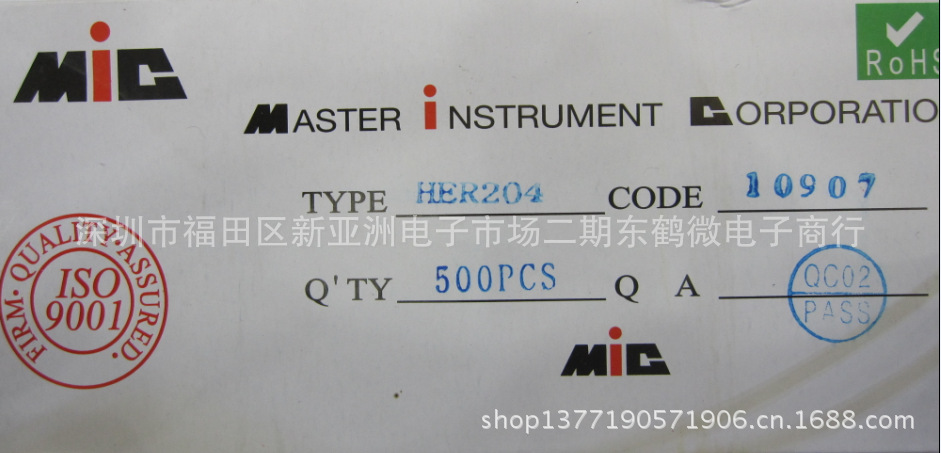 MiC
RoHS
MASTER iNSTRUMENT CORPORATIO
TYPE HER204 CODE 10907
深圳市福田区新亚洲电子市场二期东鹤微电子商行
FIRM · QUALITY ASSURED ·
ISO
9001
Q'TY 500PCS Q A
QC02
PASS
MiC
shop1377190571906.cn.1688.com